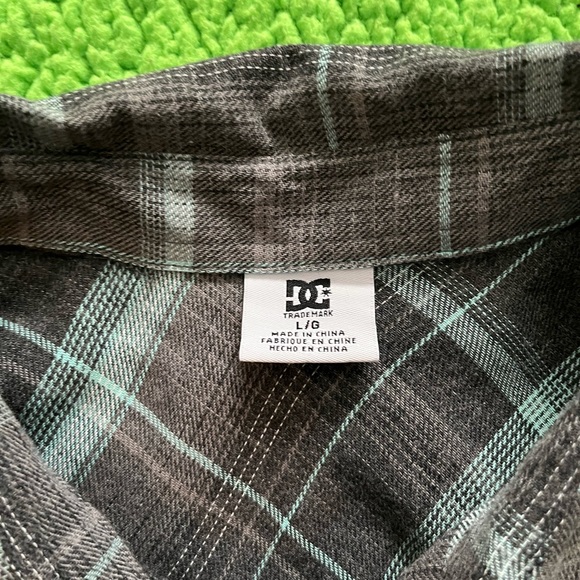 DC
TRADEMARK
L/G
MADE IN CHINA
FABRIQUE EN CHINE
HECHO EN CHINA